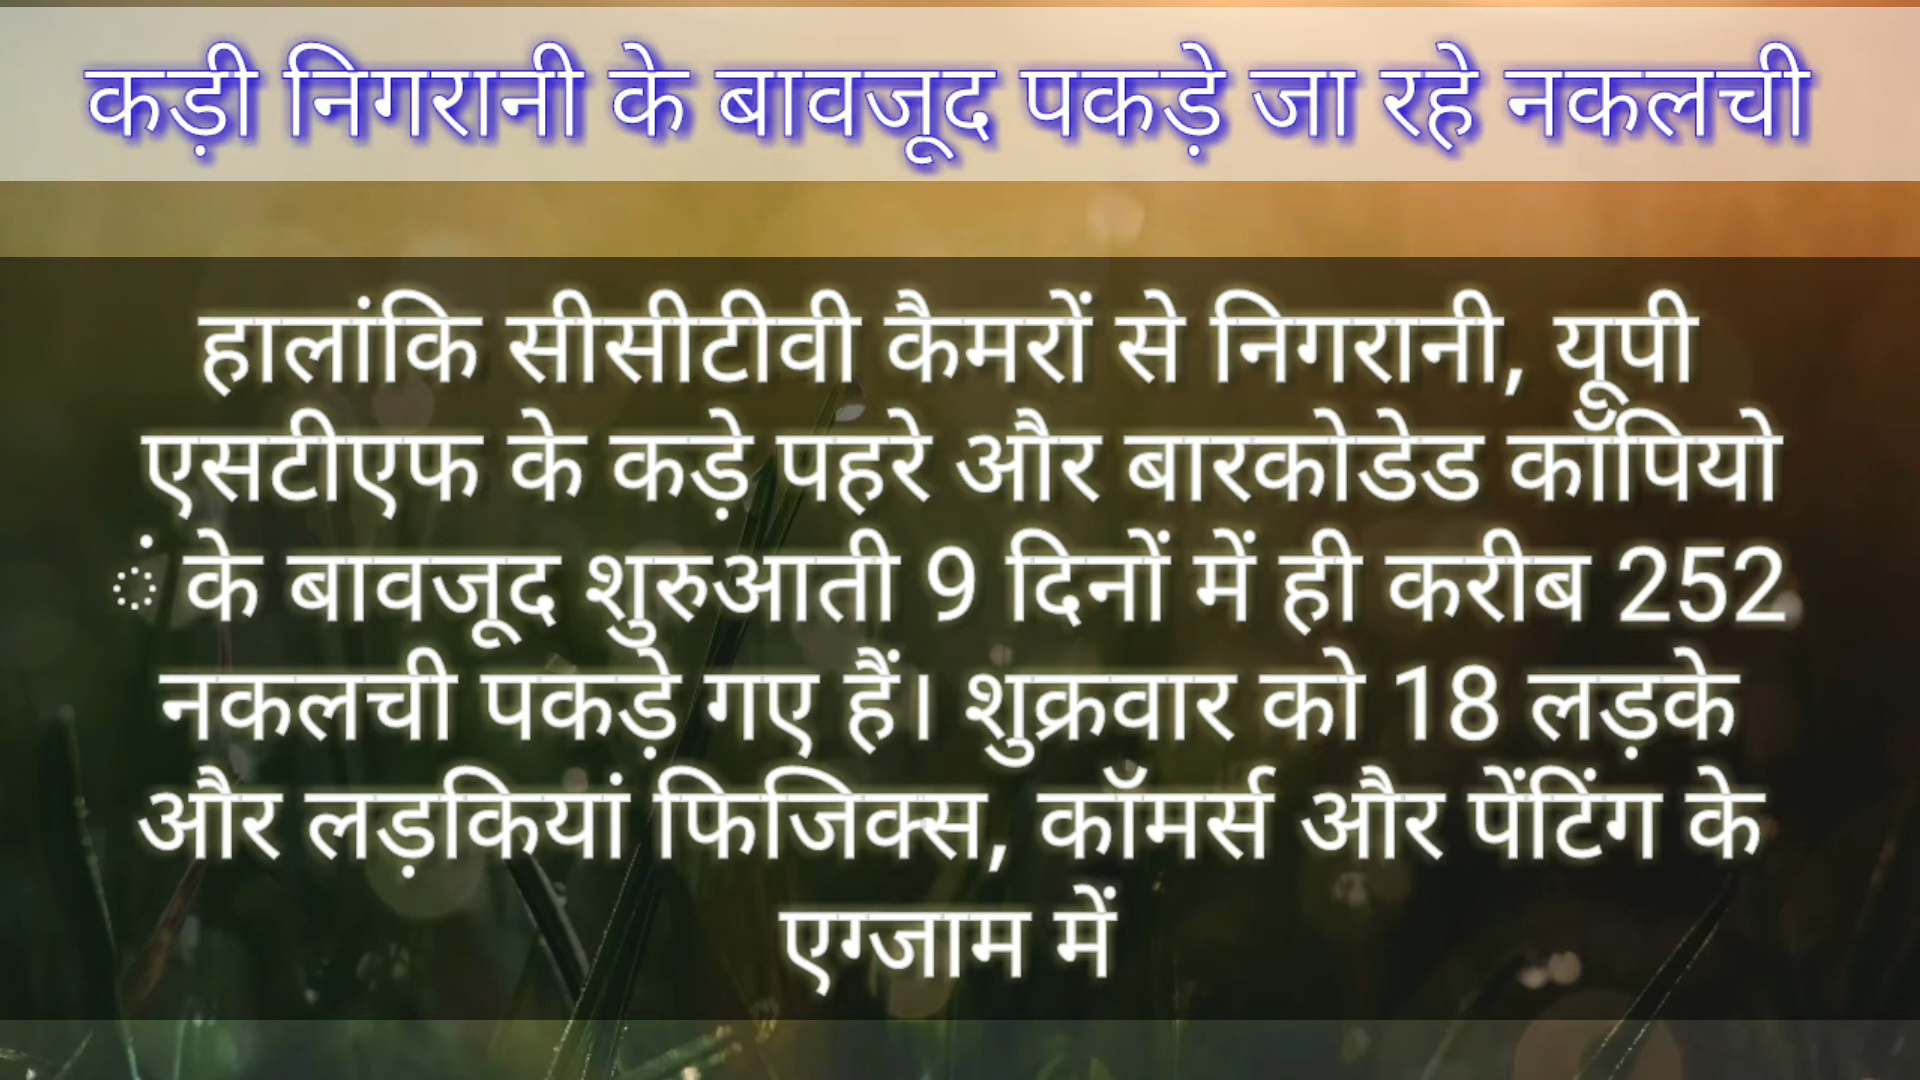 कड़ी निगरानी के बावजूद पकड़े जा रहे नकलची
हालांकि सीसीटीवी कैमरों से निगरानी, यूपी
एसटीएफ के कड़े पहरे और बारकोडेड कॉपियो
ं के बावजूद शुरुआती 9 दिनों में ही करीब 252
नकलची पकड़े गए हैं। शुक्रवार को 18 लड़के
और लड़कियां फिजिक्स, कॉमर्स और पेंटिंग के
एग्जाम में